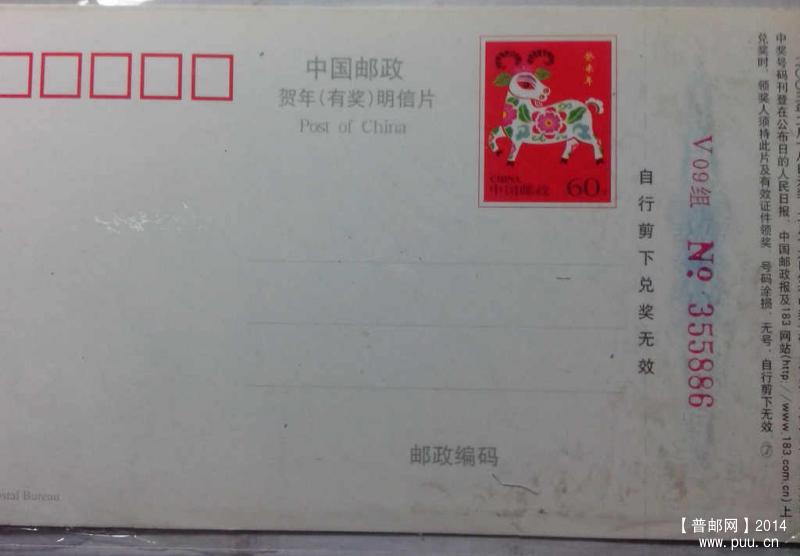 中国邮政
贺年(有奖)明信片
Post of China
癸未年
CHINA
中国邮政 60分
自行剪下兑奖无效
V 09组 No: 355886
中奖号码刊登在公布日的人民日报、中国邮政报及183网站(http://www.183.com.cn)上
兑奖时，领奖人须持此片及有效证件领奖，号码涂损、无号、自行剪下无效 ⑦
邮政编码
ostal Bureau
【普邮网】2014
www.puu.cn